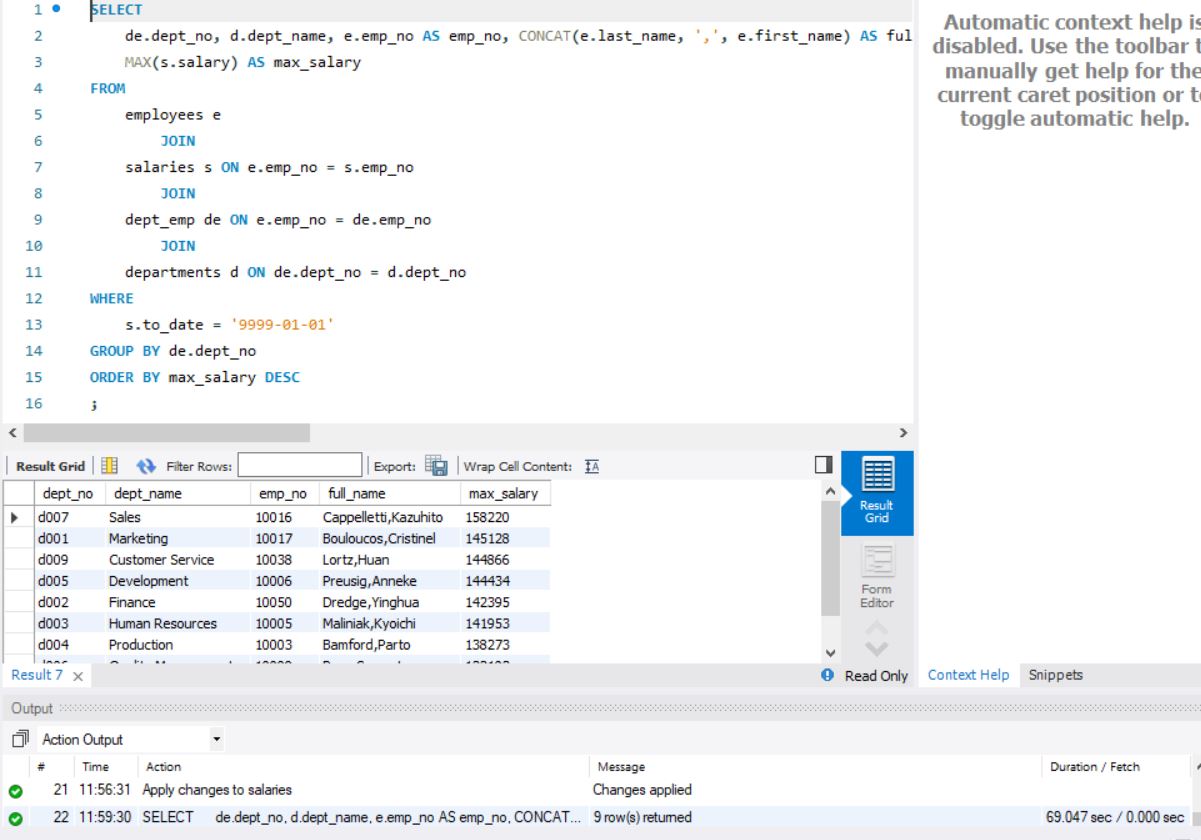 1 SELECT
2 de.dept_no, d.dept_name, e.emp_no AS emp_no, CONCAT(e.last_name, ',', e.first_name) AS ful
3 MAX(s.salary) AS max_salary
4 FROM
5 employees e
6 JOIN
7 salaries s ON e.emp_no = s.emp_no
8 JOIN
9 dept_emp de ON e.emp_no = de.emp_no
10 JOIN
11 departments d ON de.dept_no = d.dept_no
12 WHERE
13 s.to_date = '9999-01-01'
14 GROUP BY de.dept_no
15 ORDER BY max_salary DESC
16 ;
Automatic context help is
disabled. Use the toolbar t
manually get help for the
current caret position or t
toggle automatic help.
Result Grid Filter Rows: Export: Wrap Cell Content: IA
dept_no dept_name emp_no full_name max_salary
d007 Sales 10016 Cappelletti,Kazuhito 158220
d001 Marketing 10017 Bouloucos,Cristinel 145128
d009 Customer Service 10038 Lortz,Huan 144866
d005 Development 10006 Preusig,Anneke 144434
d002 Finance 10050 Dredge,Yinghua 142395
d003 Human Resources 10005 Maliniak,Kyoichi 141953
d004 Production 10003 Bamford,Parto 138273
Result
Grid
Form
Editor
Result 7 Read Only Context Help Snippets
Output
Action Output
# Time Action Message Duration / Fetch
21 11:56:31 Apply changes to salaries Changes applied
22 11:59:30 SELECT de.dept_no, d.dept_name, e.emp_no AS emp_no, CONCAT... 9 row(s) returned 69.047 sec / 0.000 sec